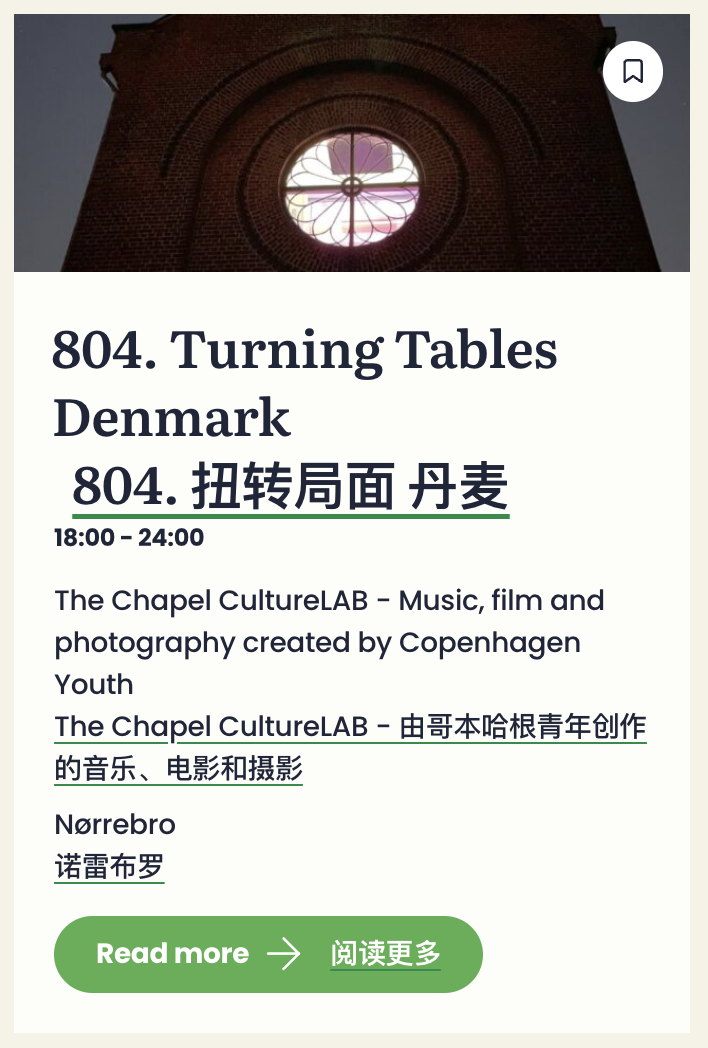 804. Turning Tables
Denmark
804. 扭转局面 丹麦
18:00 - 24:00
The Chapel CultureLAB - Music, film and
photography created by Copenhagen
Youth
The Chapel CultureLAB - 由哥本哈根青年创作
的音乐、电影和摄影
Nørrebro
诺雷布罗
Read more → 阅读更多